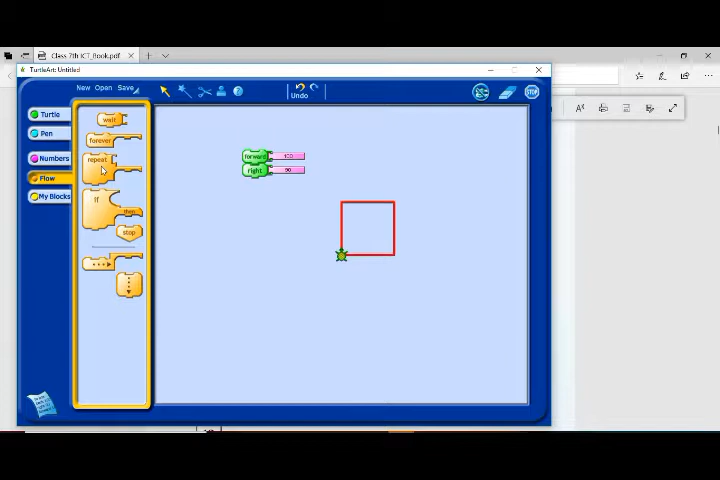 Class 7th ICT_Book.pdf
TurtleArt: Untitled
New Open Save
Undo
STOP
Turtle
Pen
Numbers
Flow
My Blocks
wait
forever
repeat
if
then
stop
forward 100
right 90